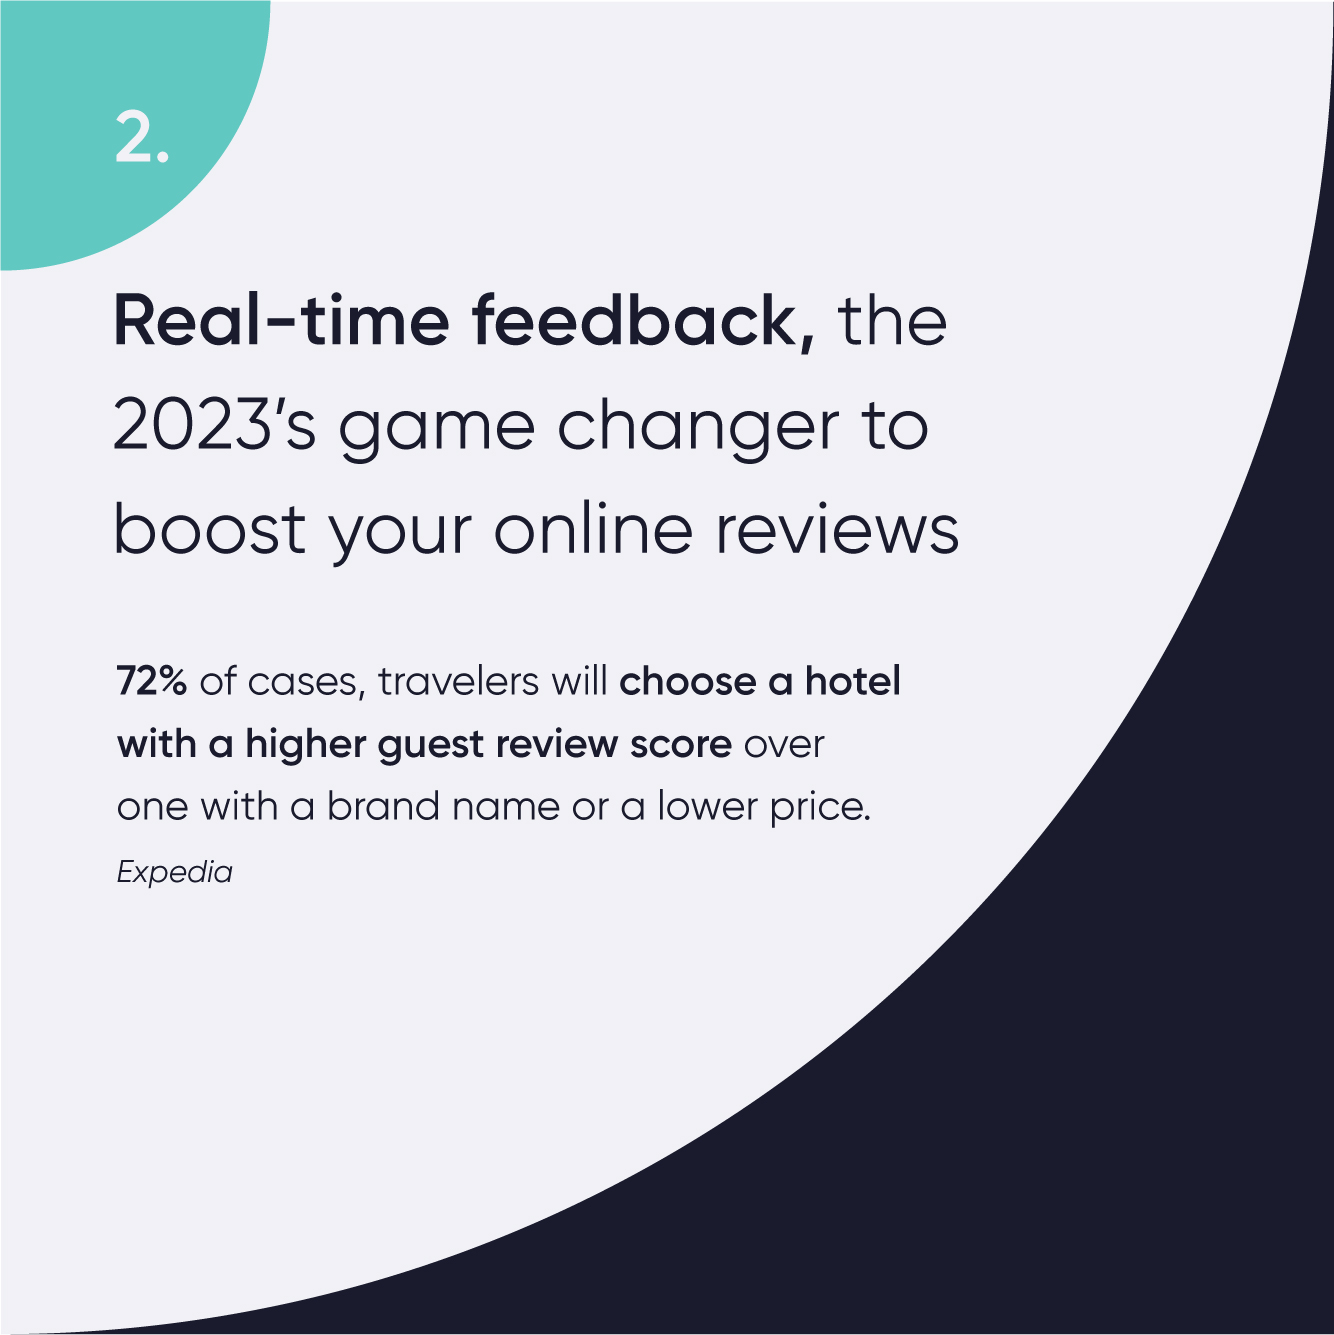 2.
Real-time feedback, the
2023’s game changer to
boost your online reviews
72% of cases, travelers will choose a hotel
with a higher guest review score over
one with a brand name or a lower price.
Expedia